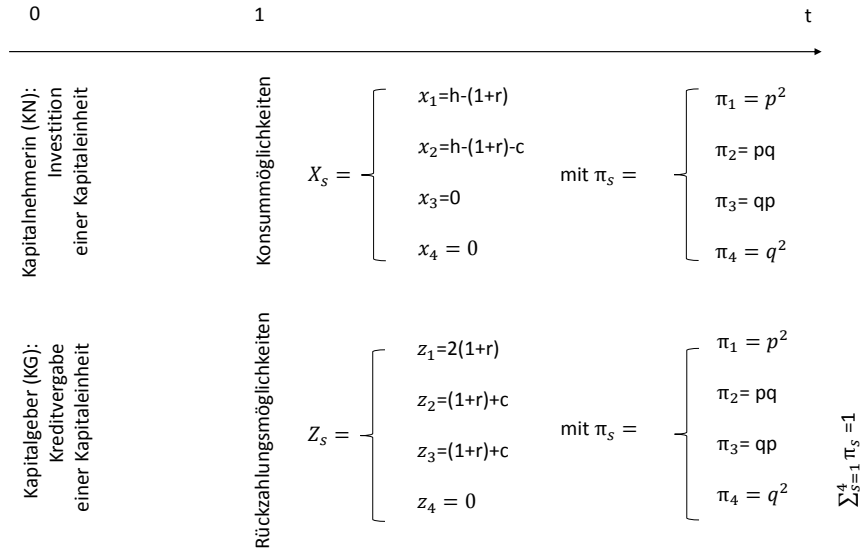 0 1 t
Kapitalnehmerin (KN):
Investition
einer Kapitaleinheit
Konsummöglichkeiten
X_s =
x_1=h-(1+r)
x_2=h-(1+r)-c
x_3=0
x_4 = 0
mit π_s =
π_1 = p^2
π_2= pq
π_3= qp
π_4 = q^2
Kapitalgeber (KG):
Kreditvergabe
einer Kapitaleinheit
Rückzahlungsmöglichkeiten
Z_s =
z_1=2(1+r)
z_2=(1+r)+c
z_3=(1+r)+c
z_4 = 0
mit π_s =
π_1 = p^2
π_2= pq
π_3= qp
π_4 = q^2
∑_{s=1}^4 π_s =1